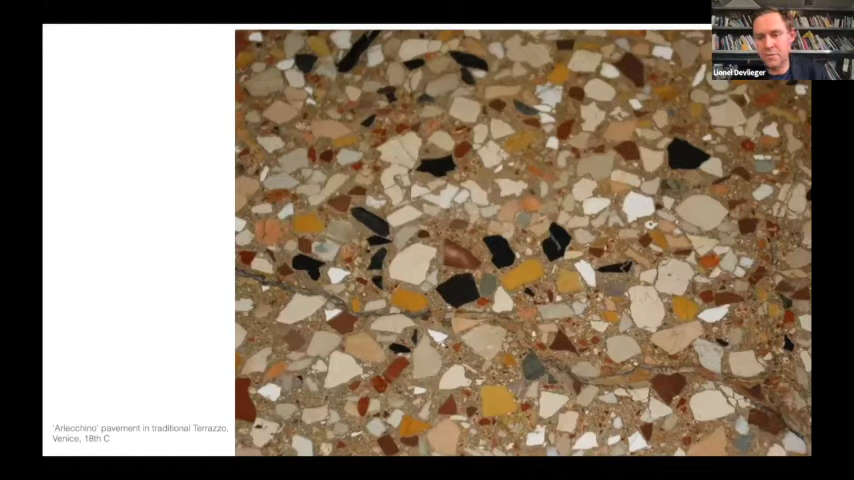 Lionel Devlieger
'Arlecchino' pavement in traditional Terrazzo,
Venice, 18th C